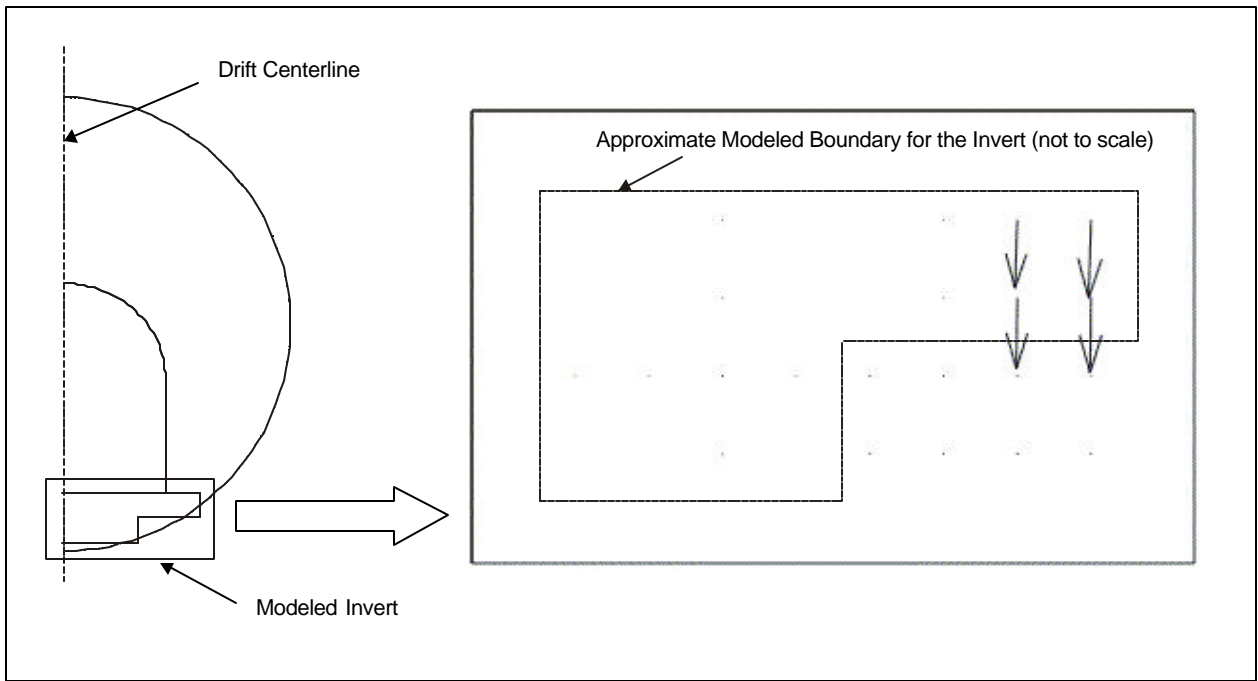 Drift Centerline
Approximate Modeled Boundary for the Invert (not to scale)
Modeled Invert